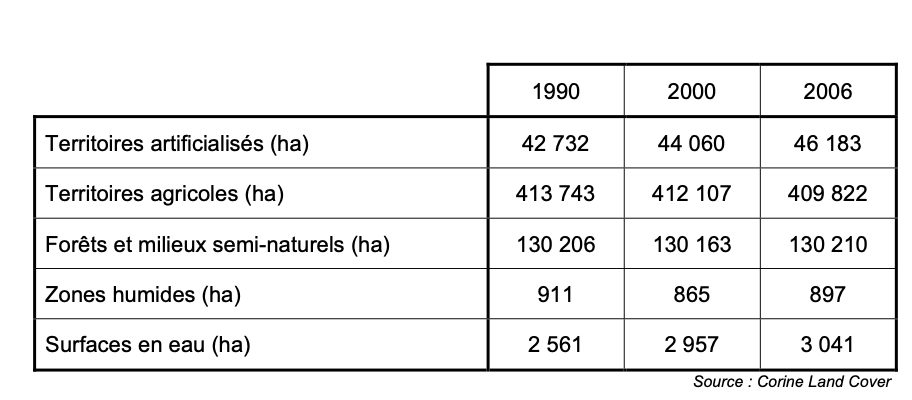 1990 2000 2006
Territoires artificialisés (ha) 42 732 44 060 46 183
Territoires agricoles (ha) 413 743 412 107 409 822
Forêts et milieux semi-naturels (ha) 130 206 130 163 130 210
Zones humides (ha) 911 865 897
Surfaces en eau (ha) 2 561 2 957 3 041
Source : Corine Land Cover